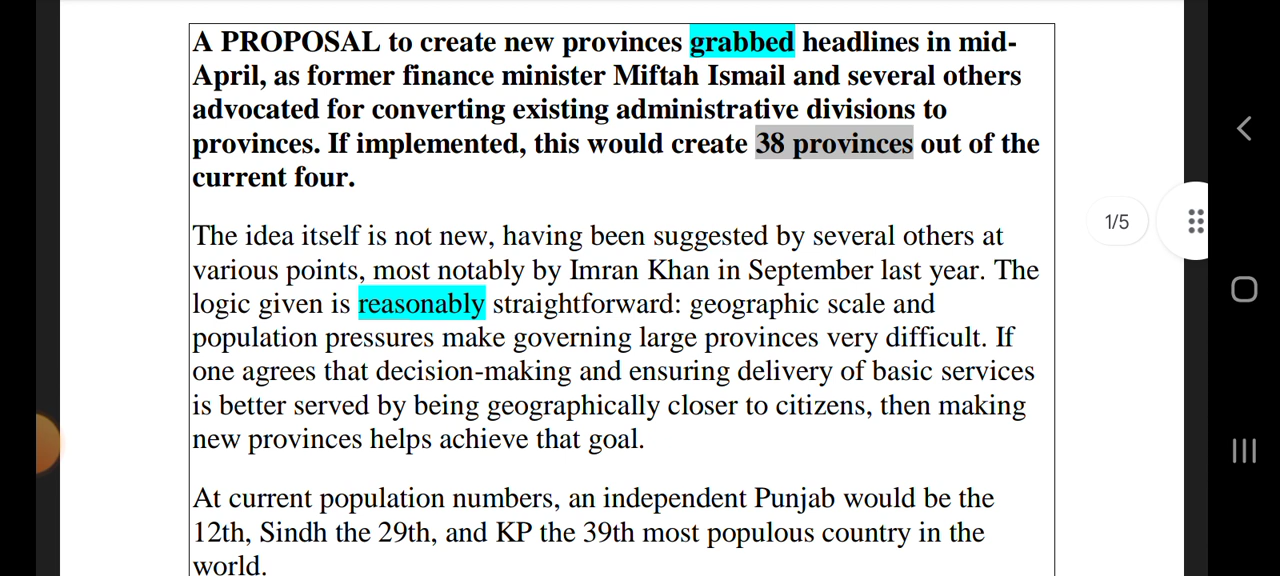 A PROPOSAL to create new provinces grabbed headlines in mid-
April, as former finance minister Miftah Ismail and several others
advocated for converting existing administrative divisions to
provinces. If implemented, this would create 38 provinces out of the
current four.
The idea itself is not new, having been suggested by several others at
various points, most notably by Imran Khan in September last year. The
logic given is reasonably straightforward: geographic scale and
population pressures make governing large provinces very difficult. If
one agrees that decision-making and ensuring delivery of basic services
is better served by being geographically closer to citizens, then making
new provinces helps achieve that goal.
At current population numbers, an independent Punjab would be the
12th, Sindh the 29th, and KP the 39th most populous country in the
world.
1/5